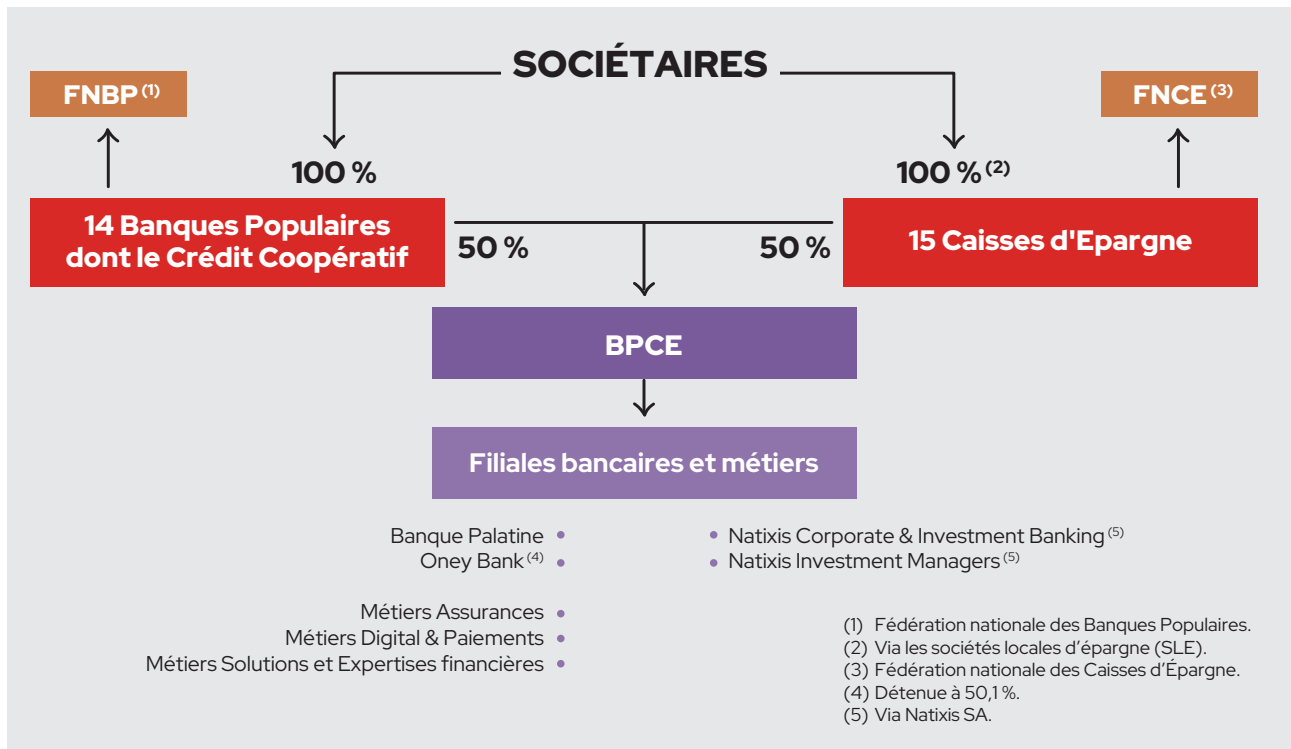 SOCIÉTAIRES
FNBP (1)
FNCE (3)
100 %
100 % (2)
14 Banques Populaires
dont le Crédit Coopératif
50 %
50 %
15 Caisses d'Epargne
BPCE
Filiales bancaires et métiers
Banque Palatine •
Oney Bank (4) •
Métiers Assurances •
Métiers Digital & Paiements •
Métiers Solutions et Expertises financières •
• Natixis Corporate & Investment Banking (5)
• Natixis Investment Managers (5)
(1) Fédération nationale des Banques Populaires.
(2) Via les sociétés locales d’épargne (SLE).
(3) Fédération nationale des Caisses d’Épargne.
(4) Détenue à 50,1 %.
(5) Via Natixis SA.